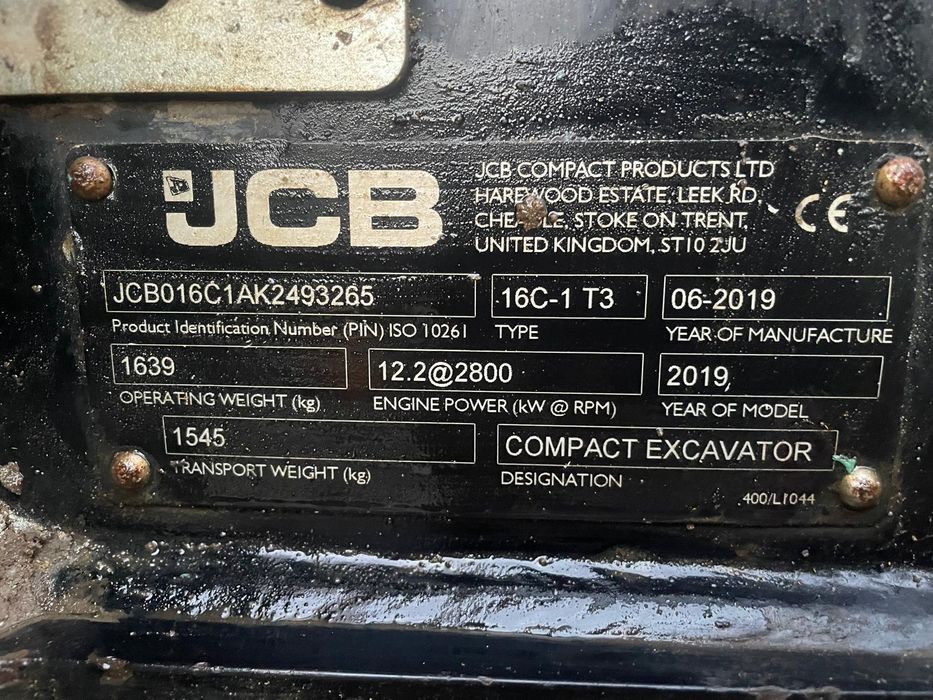 JCB
JCB COMPACT PRODUCTS LTD
HAREWOOD ESTATE, LEEK RD,
STOKE ON TRENT,
UNITED KINGDOM, ST10 2JU
CE
JCB016C1AK2493265
Product Identification Number (PIN) ISO 10261
16C-1 T3
TYPE
06-2019
YEAR OF MANUFACTURE
1639
OPERATING WEIGHT (kg)
12.2@2800
ENGINE POWER (kW @ RPM)
2019
YEAR OF MODEL
1545
TRANSPORT WEIGHT (kg)
COMPACT EXCAVATOR
DESIGNATION
400/L1044